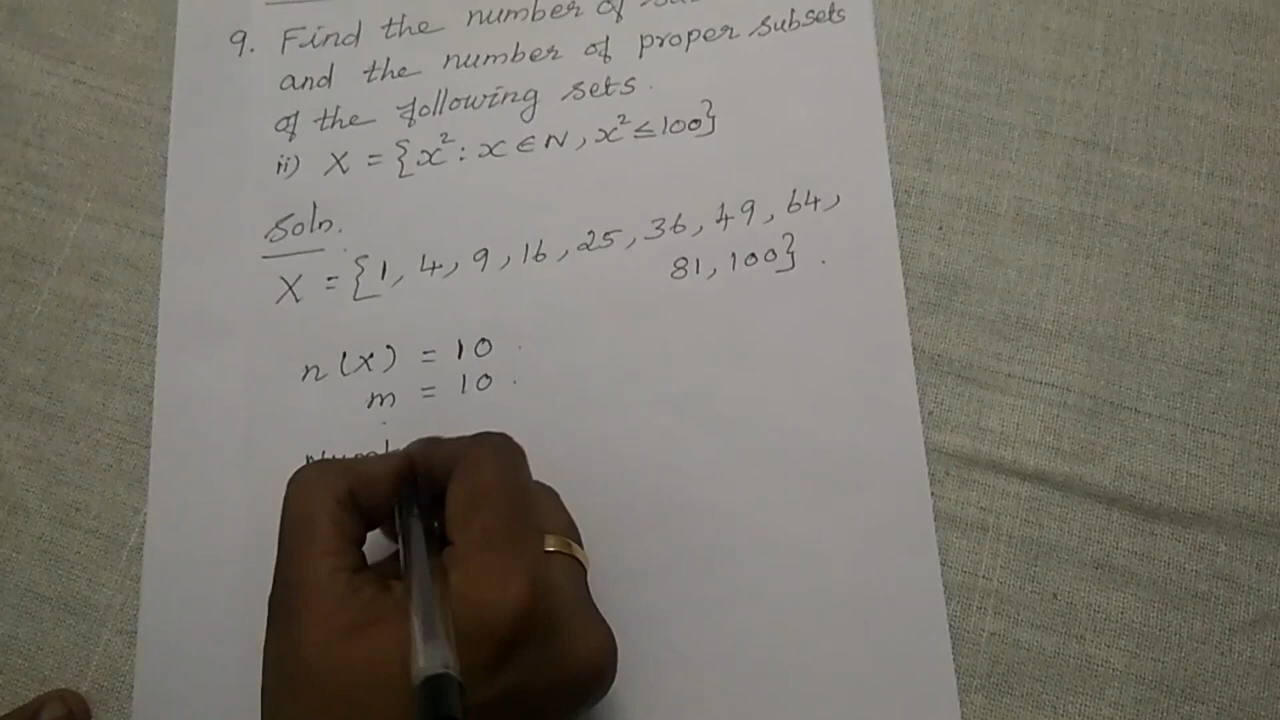 9. Find the number of
and the number of proper subsets
of the following sets.
ii) X = {x² : x ∈ N, x² ≤ 100}
Soln.
X = {1, 4, 9, 16, 25, 36, 49, 64,
81, 100}.
n(X) = 10
m = 10.